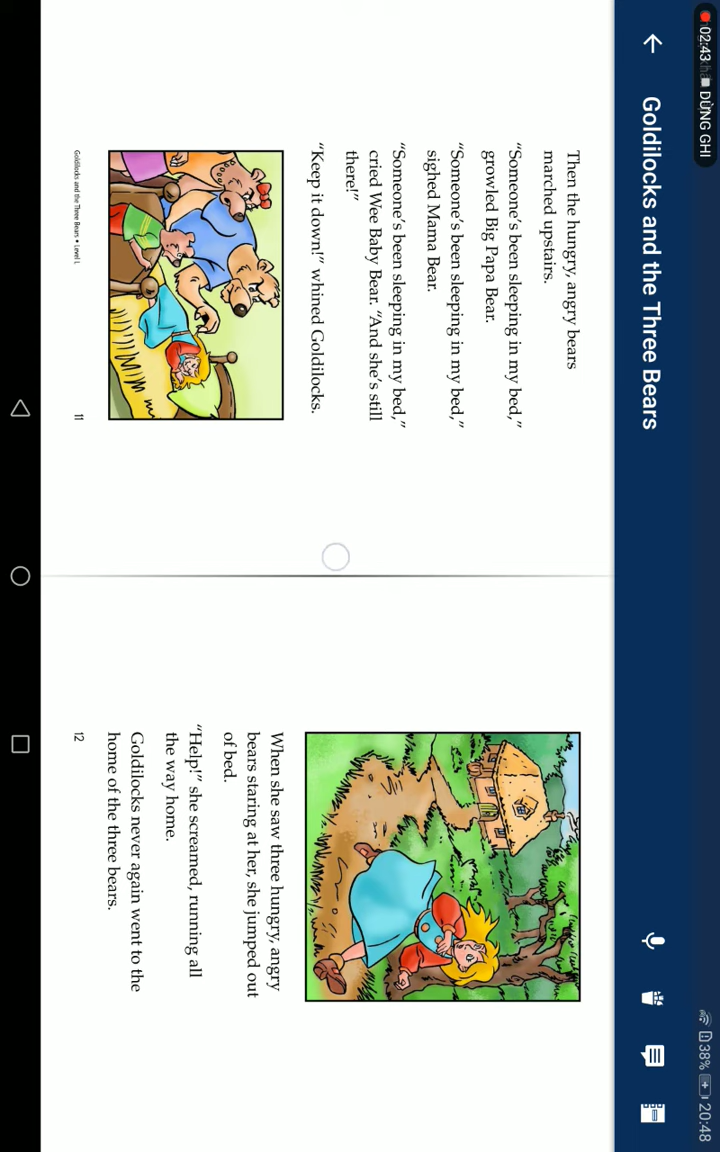 02:43
DỪNG GHI
38%
20:48
Goldilocks and the Three Bears
Then the hungry, angry bears
marched upstairs.
“Someone’s been sleeping in my bed,”
growled Big Papa Bear.
“Someone’s been sleeping in my bed,”
sighed Mama Bear.
“Someone’s been sleeping in my bed,”
cried Wee Baby Bear. “And she’s still
there!”
“Keep it down!” whined Goldilocks.
Goldilocks and the Three Bears • Level L
11
When she saw three hungry, angry
bears staring at her, she jumped out
of bed.
“Help!” she screamed, running all
the way home.
Goldilocks never again went to the
home of the three bears.
12